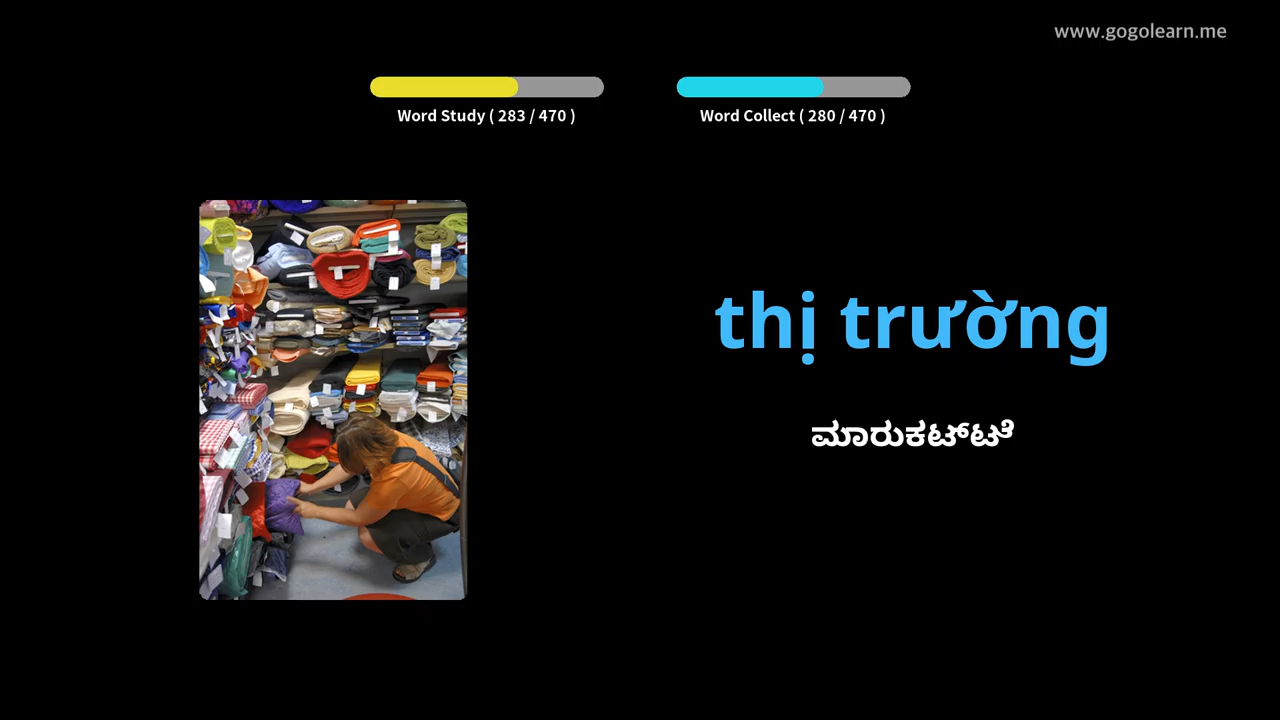 www.gogolearn.me
Word Study ( 283 / 470 )
Word Collect ( 280 / 470 )
thị trường
ಮಾರುಕಟ್ಟೆ